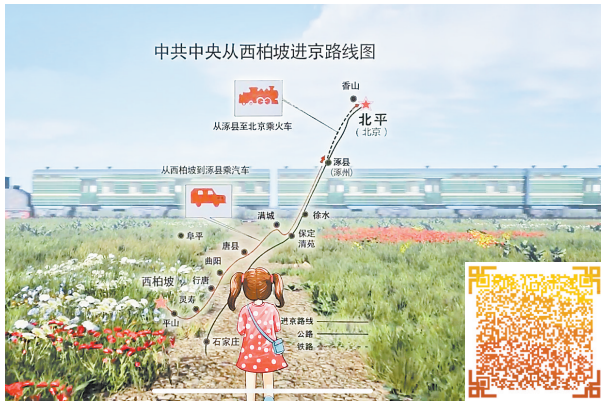 中共中央从西柏坡进京路线图
香山
北平
(北京)
从涿县至北京乘火车
涿县
(涿州)
从西柏坡到涿县乘汽车
满城
徐水
阜平
保定
清苑
唐县
曲阳
西柏坡
行唐
灵寿
平山
进京路线
公路
石家庄
铁路